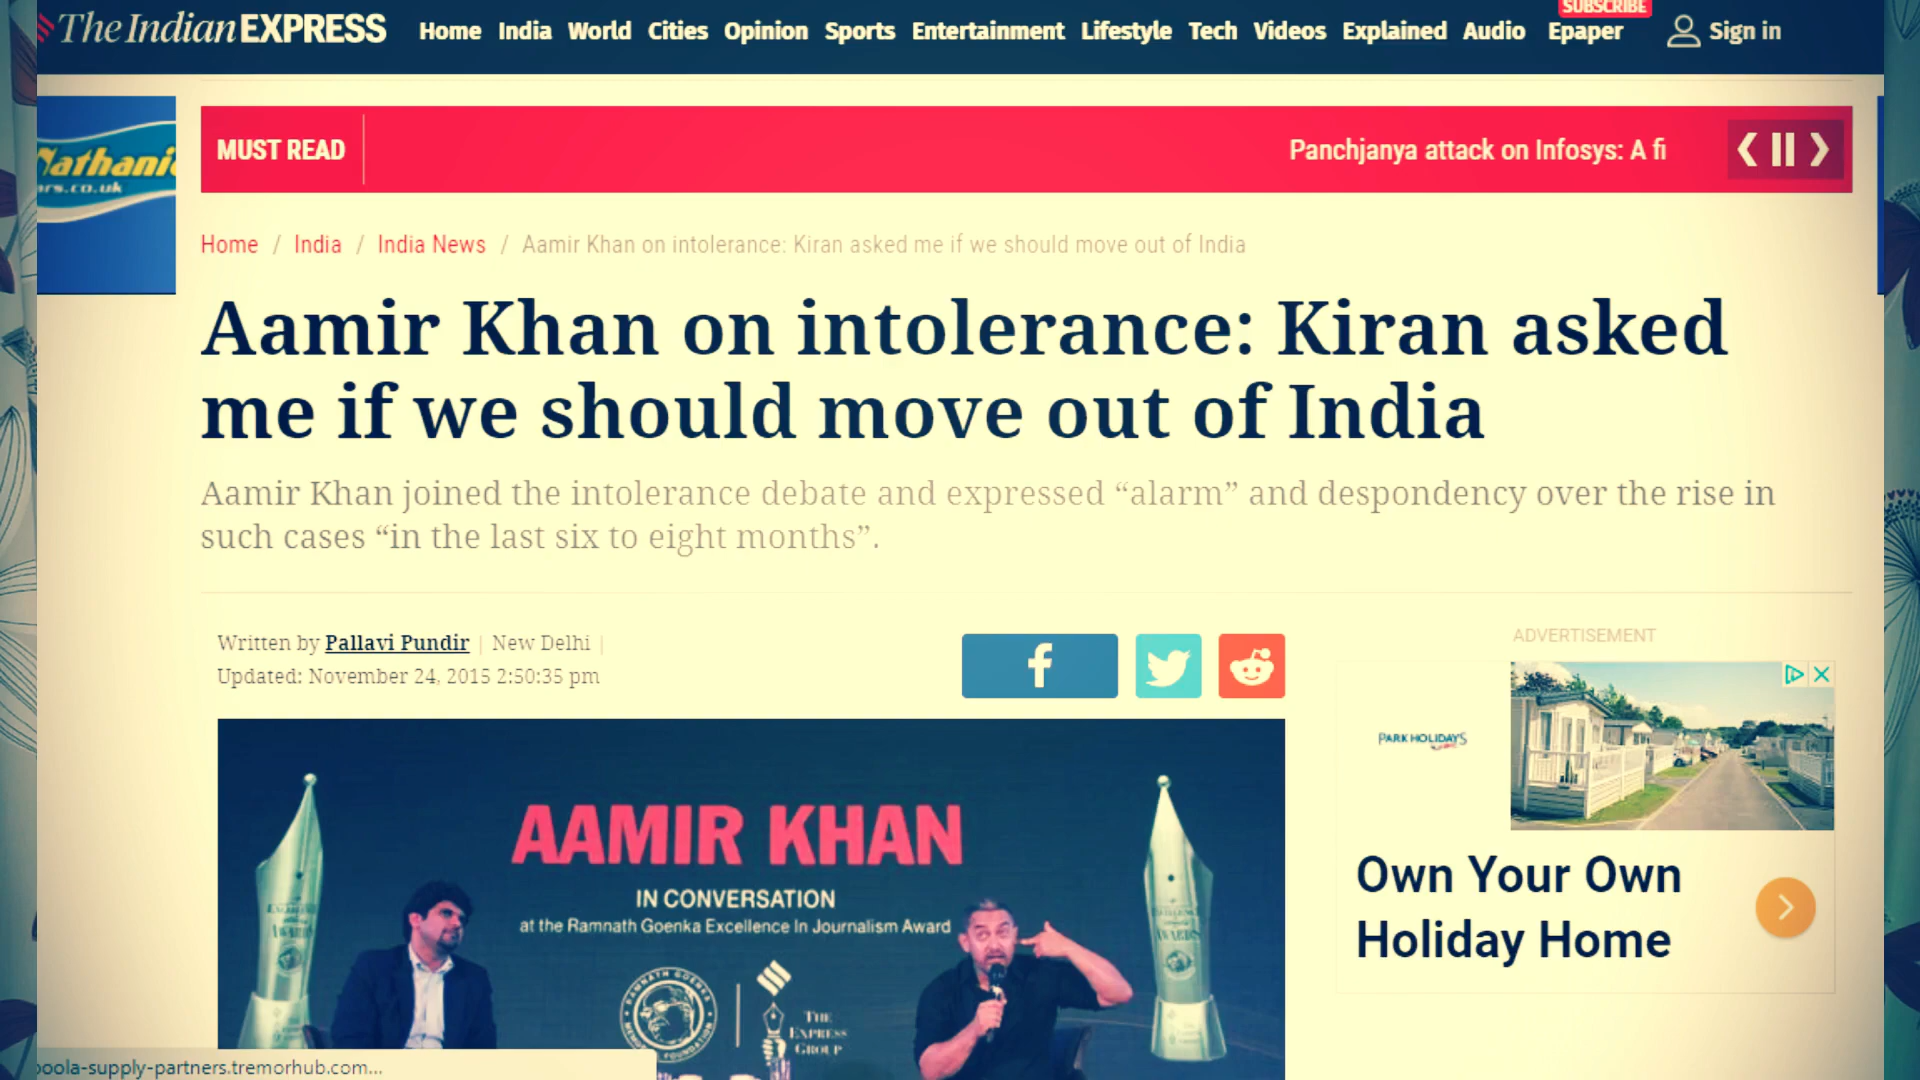 The Indian EXPRESS
Home India World Cities Opinion Sports Entertainment Lifestyle Tech Videos Explained Audio Epaper SUBSCRIBE Sign in
MUST READ
Panchjanya attack on Infosys: A fi
Home / India / India News / Aamir Khan on intolerance: Kiran asked me if we should move out of India
Aamir Khan on intolerance: Kiran asked
me if we should move out of India
Aamir Khan joined the intolerance debate and expressed “alarm” and despondency over the rise in
such cases “in the last six to eight months”.
Written by Pallavi Pundir | New Delhi |
Updated: November 24, 2015 2:50:35 pm
AAMIR KHAN
IN CONVERSATION
at the Ramnath Goenka Excellence In Journalism Award
RAMNATH GOENKA
MEMORIAL FOUNDATION
THE
EXPRESS
GROUP
ADVERTISEMENT
PARK HOLIDAYS
Own Your Own
Holiday Home
oola-supply-partners.tremorhub.com...